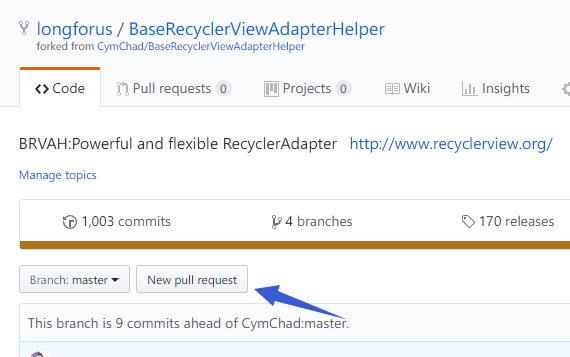 longforus / BaseRecyclerViewAdapterHelper
forked from CymChad/BaseRecyclerViewAdapterHelper
Code Pull requests 0 Projects 0 Wiki Insights
BRVAH:Powerful and flexible RecyclerAdapter http://www.recyclerview.org/
Manage topics
1,003 commits 4 branches 170 releases
Branch: master New pull request
This branch is 9 commits ahead of CymChad:master.